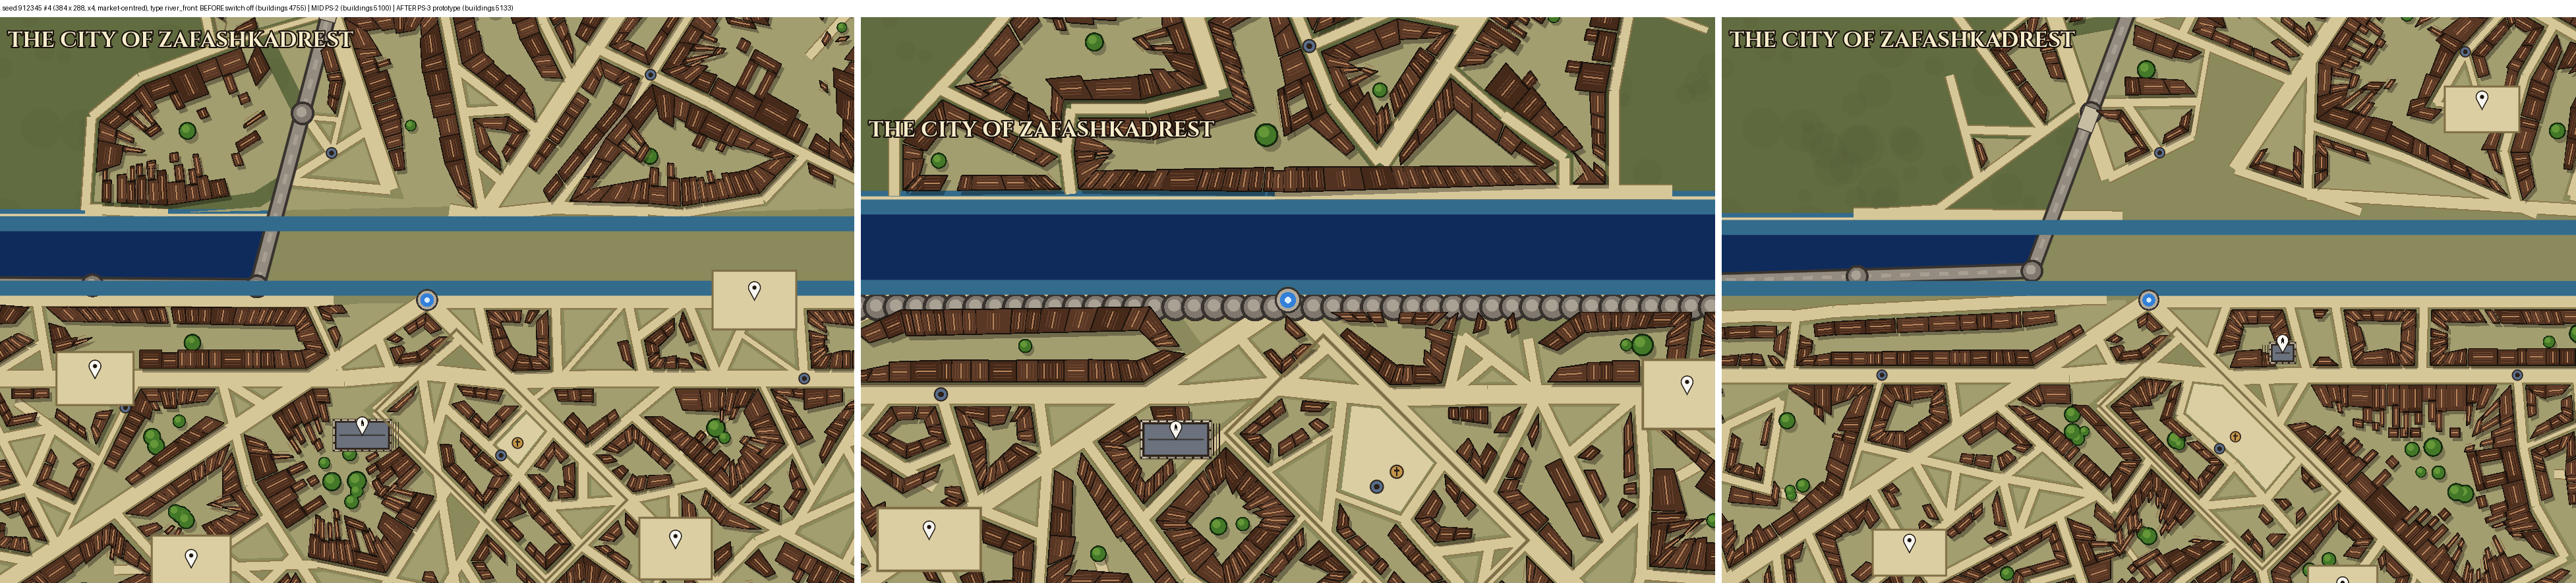 seed 912345 #4 (384 x 288, x4, market-centred), type river_front BEFORE switch off (buildings 4755) | MID PS-2 (buildings 5100) | AFTER PS-3 prototype (buildings 5133)
THE CITY OF ZAFASHKADREST
THE CITY OF ZAFASHKADREST
THE CITY OF ZAFASHKADREST